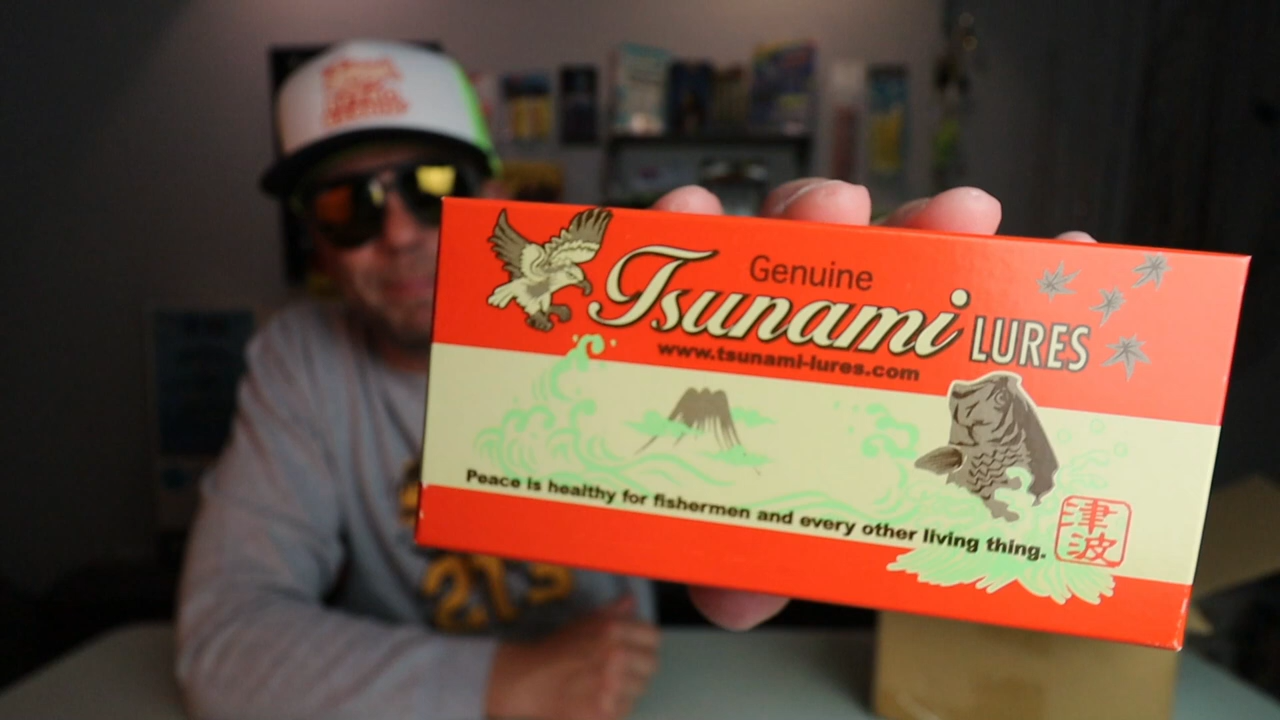 Genuine
Tsunami LURES
www.tsunami-lures.com
Peace is healthy for fishermen and every other living thing.
津波
213